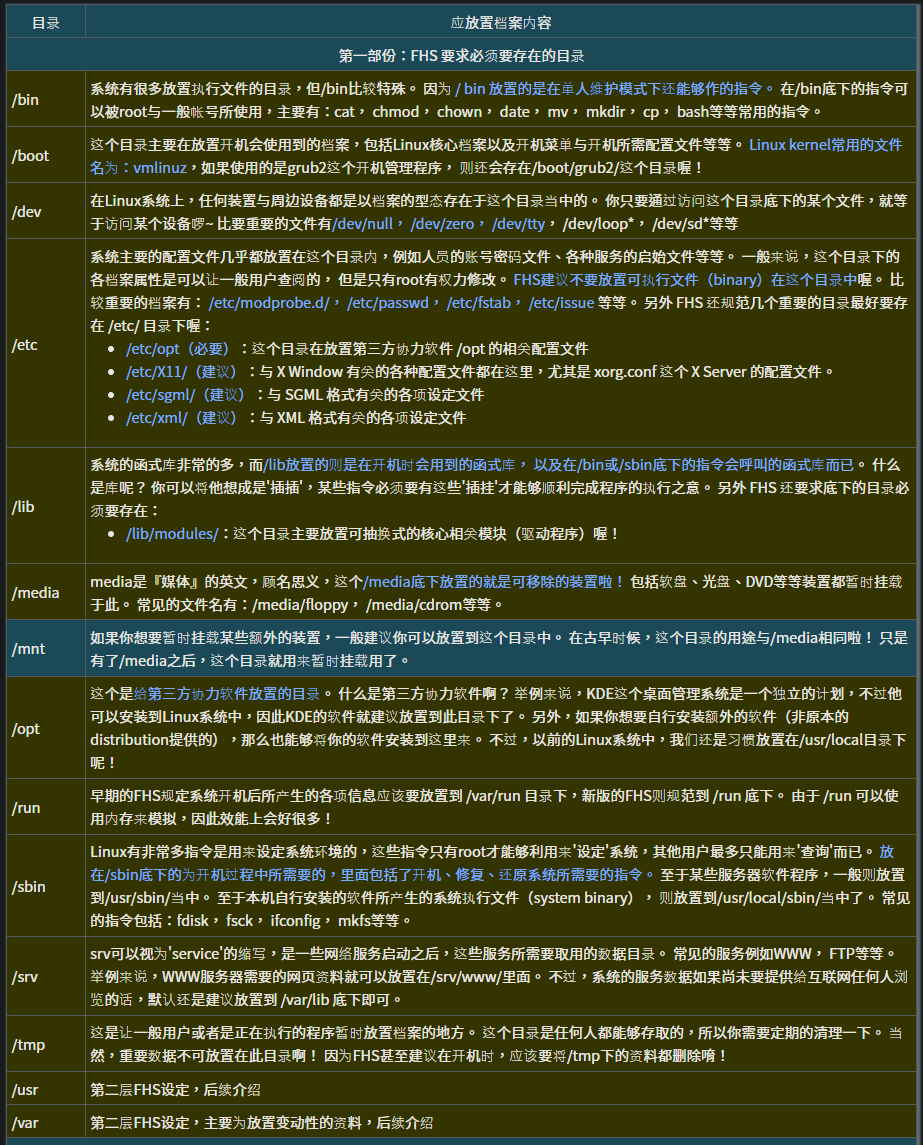 目录 应放置档案内容
第一部份：FHS 要求必须要存在的目录
/bin
系统有很多放置执行文件的目录，但/bin比较特殊。 因为 / bin 放置的是在单人维护模式下还能够作的指令。 在/bin底下的指令可
以被root与一般帐号所使用，主要有：cat， chmod， chown， date， mv， mkdir， cp， bash等等常用的指令。
/boot
这个目录主要在放置开机会使用到的档案，包括Linux核心档案以及开机菜单与开机所需配置文件等等。 Linux kernel常用的文件
名为：vmlinuz，如果使用的是grub2这个开机管理程序， 则还会存在/boot/grub2/这个目录喔！
/dev
在Linux系统上，任何装置与周边设备都是以档案的型态存在于这个目录当中的。 你只要通过访问这个目录底下的某个文件，就等
于访问某个设备啰~ 比要重要的文件有/dev/null， /dev/zero， /dev/tty， /dev/loop*， /dev/sd*等等
/etc
系统主要的配置文件几乎都放置在这个目录内，例如人员的账号密码文件、各种服务的启始文件等等。 一般来说，这个目录下的
各档案属性是可以让一般用户查阅的， 但是只有root有权力修改。 FHS建议不要放置可执行文件（binary）在这个目录中喔。 比
较重要的档案有： /etc/modprobe.d/， /etc/passwd， /etc/fstab， /etc/issue 等等。 另外 FHS 还规范几个重要的目录最好要存
在 /etc/ 目录下喔：
• /etc/opt（必要）：这个目录在放置第三方协力软件 /opt 的相关配置文件
• /etc/X11/（建议）：与 X Window 有关的各种配置文件都在这里，尤其是 xorg.conf 这个 X Server 的配置文件。
• /etc/sgml/（建议）：与 SGML 格式有关的各项设定文件
• /etc/xml/（建议）：与 XML 格式有关的各项设定文件
/lib
系统的函式库非常的多，而/lib放置的则是在开机时会用到的函式库， 以及在/bin或/sbin底下的指令会呼叫的函式库而已。 什么
是库呢？ 你可以将他想成是'插插'，某些指令必须要有这些'插挂'才能够顺利完成程序的执行之意。 另外 FHS 还要求底下的目录必
须要存在：
• /lib/modules/：这个目录主要放置可抽换式的核心相关模块（驱动程序）喔！
/media
media是『媒体』的英文，顾名思义，这个/media底下放置的就是可移除的装置啦！ 包括软盘、光盘、DVD等等装置都暂时挂载
于此。 常见的文件名有：/media/floppy， /media/cdrom等等。
/mnt
如果你想要暂时挂载某些额外的装置，一般建议你可以放置到这个目录中。 在古早时候，这个目录的用途与/media相同啦！ 只是
有了/media之后，这个目录就用来暂时挂载用了。
/opt
这个是给第三方协力软件放置的目录。 什么是第三方协力软件啊？ 举例来说，KDE这个桌面管理系统是一个独立的计划，不过他
可以安装到Linux系统中，因此KDE的软件就建议放置到此目录下了。 另外，如果你想要自行安装额外的软件（非原本的
distribution提供的），那么也能够将你的软件安装到这里来。 不过，以前的Linux系统中，我们还是习惯放置在/usr/local目录下
呢！
/run
早期的FHS规定系统开机后所产生的各项信息应该要放置到 /var/run 目录下，新版的FHS则规范到 /run 底下。 由于 /run 可以使
用内存来模拟，因此效能上会好很多！
/sbin
Linux有非常多指令是用来设定系统环境的，这些指令只有root才能够利用来'设定'系统，其他用户最多只能用来'查询'而已。 放
在/sbin底下的为开机过程中所需要的，里面包括了开机、修复、还原系统所需要的指令。 至于某些服务器软件程序，一般则放置
到/usr/sbin/当中。 至于本机自行安装的软件所产生的系统执行文件（system binary）， 则放置到/usr/local/sbin/当中了。 常见
的指令包括：fdisk， fsck， ifconfig， mkfs等等。
/srv
srv可以视为'service'的缩写，是一些网络服务启动之后，这些服务所需要取用的数据目录。 常见的服务例如WWW， FTP等等。
举例来说，WWW服务器需要的网页资料就可以放置在/srv/www/里面。 不过，系统的服务数据如果尚未要提供给互联网任何人浏
览的话，默认还是建议放置到 /var/lib 底下即可。
/tmp
这是让一般用户或者是正在执行的程序暂时放置档案的地方。 这个目录是任何人都能够存取的，所以你需要定期的清理一下。 当
然，重要数据不可放置在此目录啊！ 因为FHS甚至建议在开机时，应该要将/tmp下的资料都删除唷！
/usr 第二层FHS设定，后续介绍
/var 第二层FHS设定，主要为放置变动性的资料，后续介绍